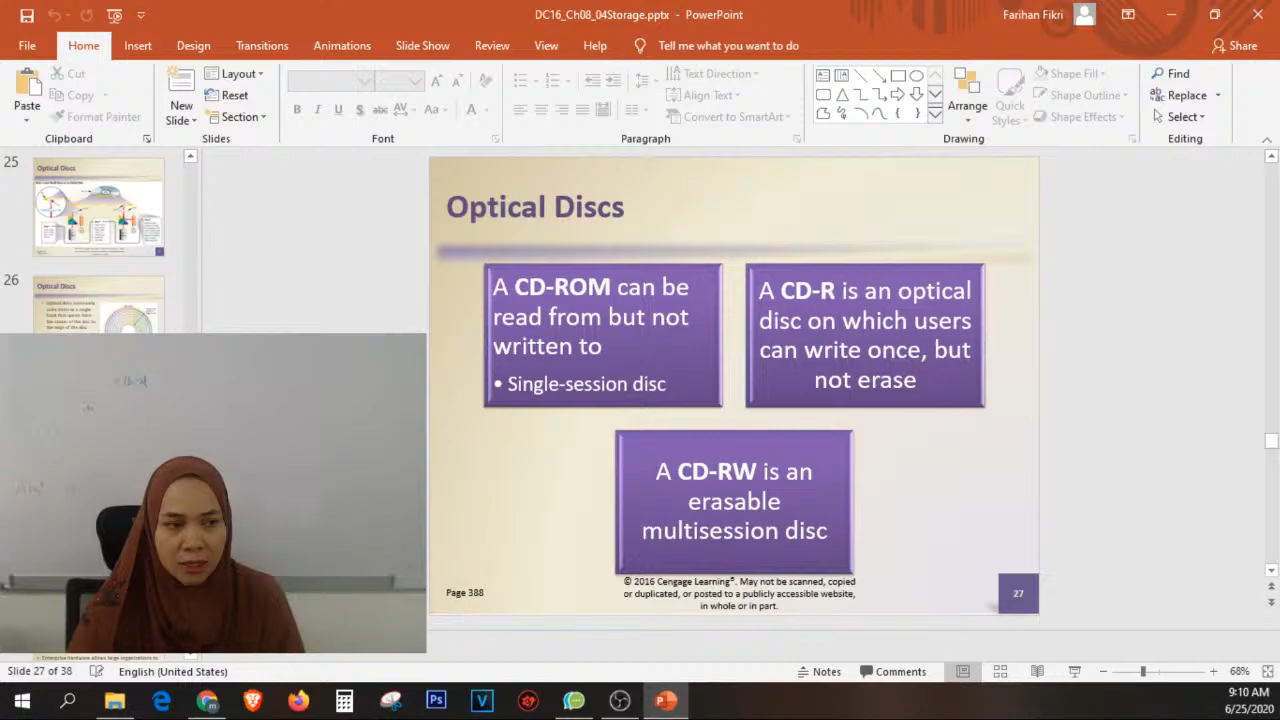 DC16_Ch08_04Storage.pptx - PowerPoint
Farihan Fikri
File Home Insert Design Transitions Animations Slide Show Review View Help Tell me what you want to do Share
Paste
Cut
Copy
Format Painter
Clipboard
New Slide
Layout
Reset
Section
Slides
B I U S abc AV Aa A
Font
Text Direction
Align Text
Convert to SmartArt
Paragraph
Arrange
Quick Styles
Shape Fill
Shape Outline
Shape Effects
Drawing
Find
Replace
Select
Editing
25
Optical Discs
26
Optical Discs
Optical Discs
A CD-ROM can be
read from but not
written to
• Single-session disc
A CD-R is an optical
disc on which users
can write once, but
not erase
A CD-RW is an
erasable
multisession disc
Page 388
© 2016 Cengage Learning®. May not be scanned, copied
or duplicated, or posted to a publicly accessible website,
in whole or in part.
27
Slide 27 of 38 English (United States) Notes Comments 68%
9:10 AM
6/25/2020